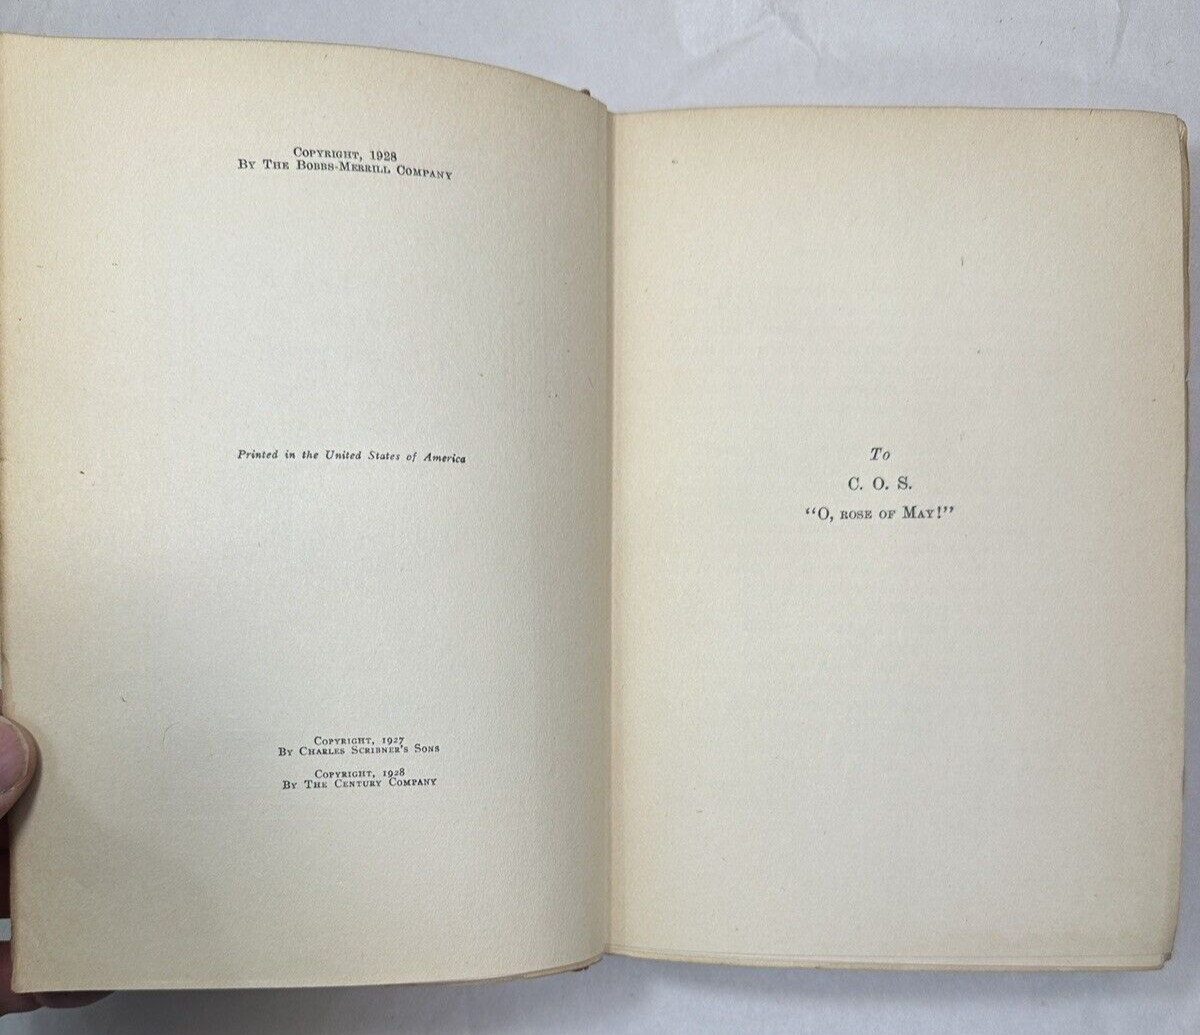 Copyright, 1928
By The Bobbs-Merrill Company
Printed in the United States of America
Copyright, 1927
By Charles Scribner's Sons
Copyright, 1928
By The Century Company
To
C. O. S.
"O, rose of May!"